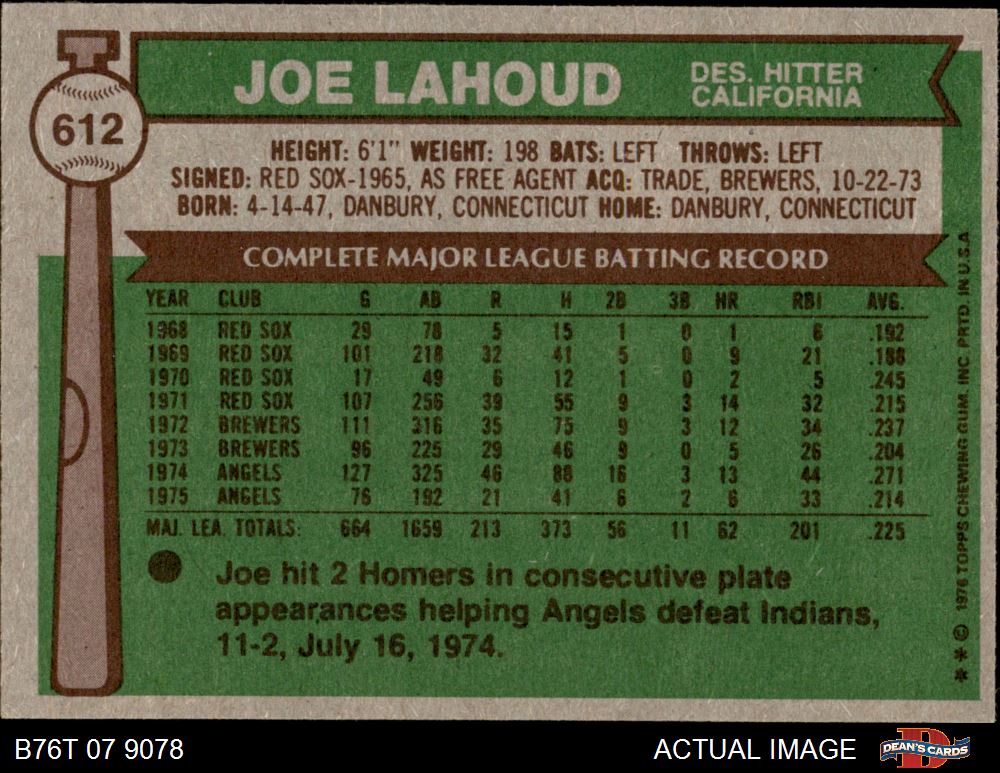 612
JOE LAHOUD
DES. HITTER
CALIFORNIA
HEIGHT: 6'1" WEIGHT: 198 BATS: LEFT THROWS: LEFT
SIGNED: RED SOX-1965, AS FREE AGENT ACQ: TRADE, BREWERS, 10-22-73
BORN: 4-14-47, DANBURY, CONNECTICUT HOME: DANBURY, CONNECTICUT
COMPLETE MAJOR LEAGUE BATTING RECORD
YEAR CLUB G AB R H 2B 3B HR RBI AVG.
1968 RED SOX 29 78 5 15 1 0 1 6 .192
1969 RED SOX 101 218 32 41 5 0 9 21 .188
1970 RED SOX 17 49 6 12 1 0 2 5 .245
1971 RED SOX 107 256 39 55 9 3 14 32 .215
1972 BREWERS 111 316 35 75 9 3 12 34 .237
1973 BREWERS 96 225 29 46 9 0 5 26 .204
1974 ANGELS 127 325 46 88 16 3 13 44 .271
1975 ANGELS 76 192 21 41 6 2 6 33 .214
MAJ. LEA. TOTALS: 664 1659 213 373 56 11 62 201 .225
Joe hit 2 Homers in consecutive plate
appearances helping Angels defeat Indians,
11-2, July 16, 1974.
* * © 1976 TOPPS CHEWING GUM. INC. PRTD. IN U.S.A
B76T 07 9078
ACTUAL IMAGE
DEAN'S CARDS